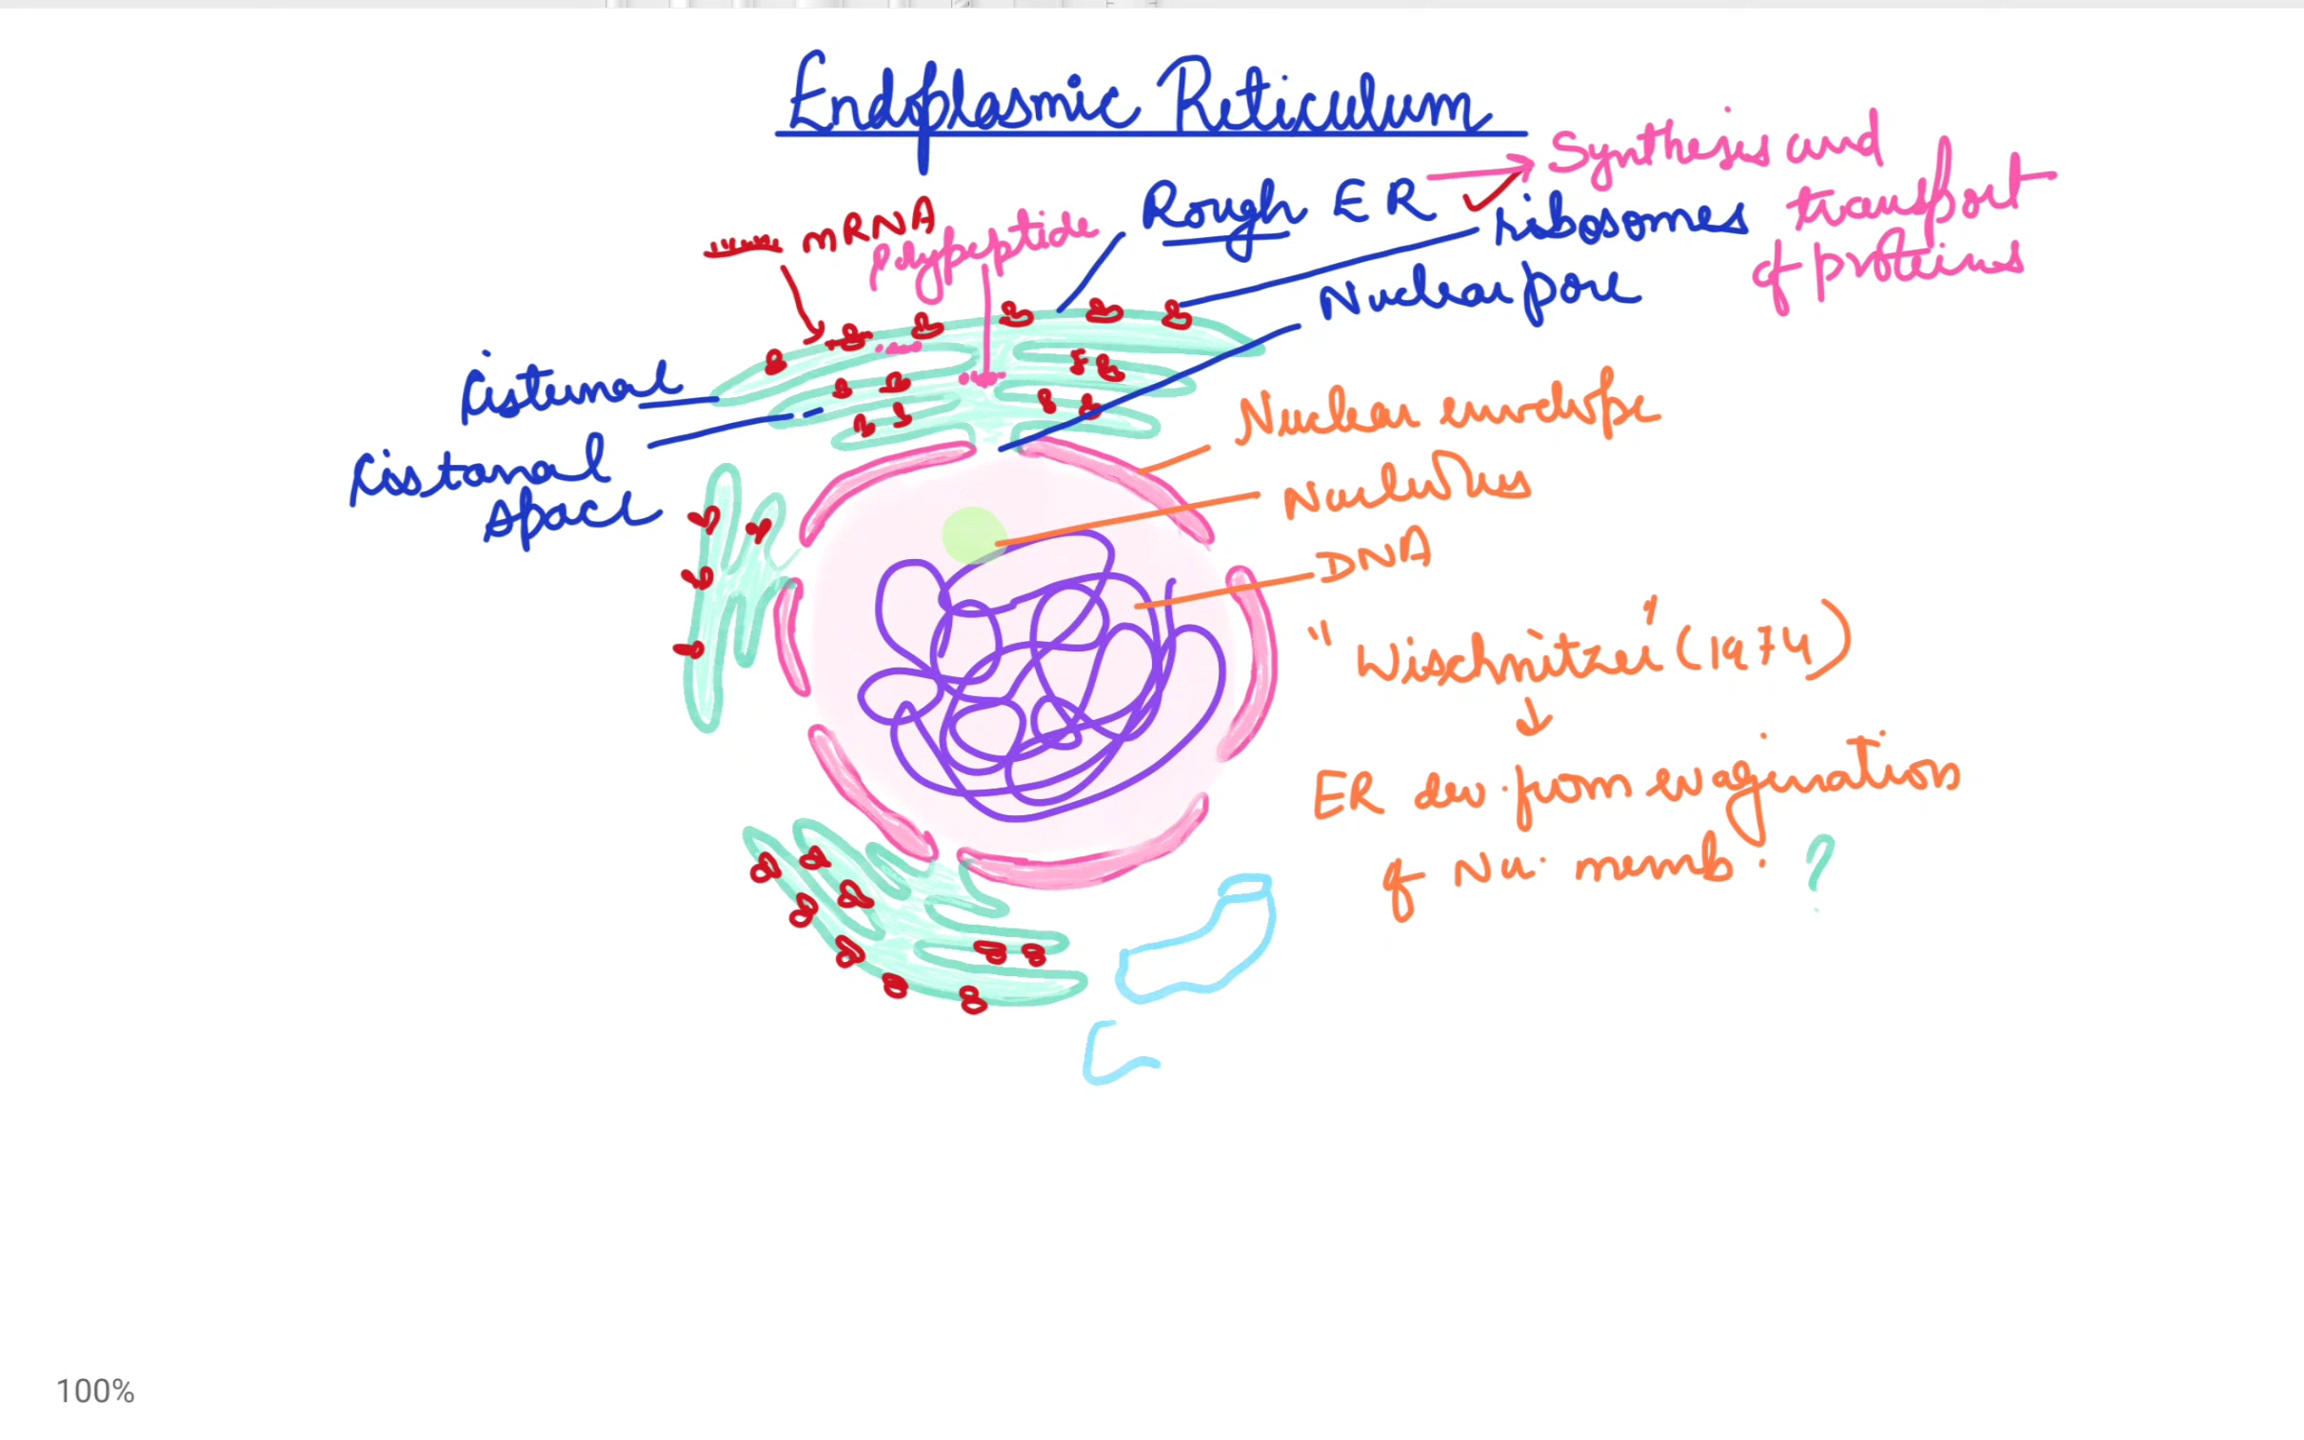 Endoplasmic Reticulum
Rough ER → Synthesis and
transport
of proteins
ribosomes
mRNA
polypeptide
Nuclear pore
Cisternal
Cisternal
space
Nuclear envelope
Nucleolus
DNA
"Wischnitzer" (1974)
↓
ER dev. from evagination
of Nu. memb. ?
100%